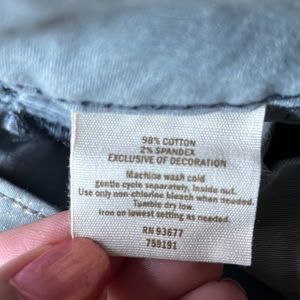 98% COTTON
2% SPANDEX
EXCLUSIVE OF DECORATION
Machine wash cold
gentle cycle separately, Inside out.
Use only non-chlorine bleach when needed.
Tumble dry low.
Iron on lowest setting as needed.
RN 93677
759191